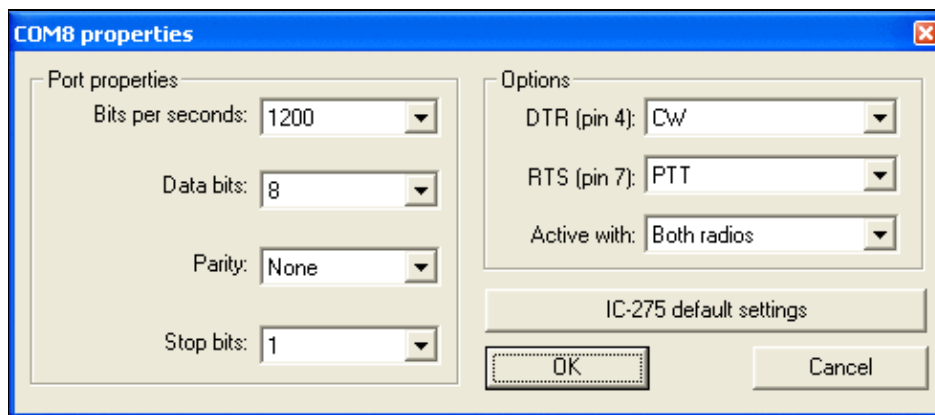 COM8 properties
Port properties
Bits per seconds: 1200
Data bits: 8
Parity: None
Stop bits: 1
Options
DTR (pin 4): CW
RTS (pin 7): PTT
Active with: Both radios
IC-275 default settings
OK Cancel